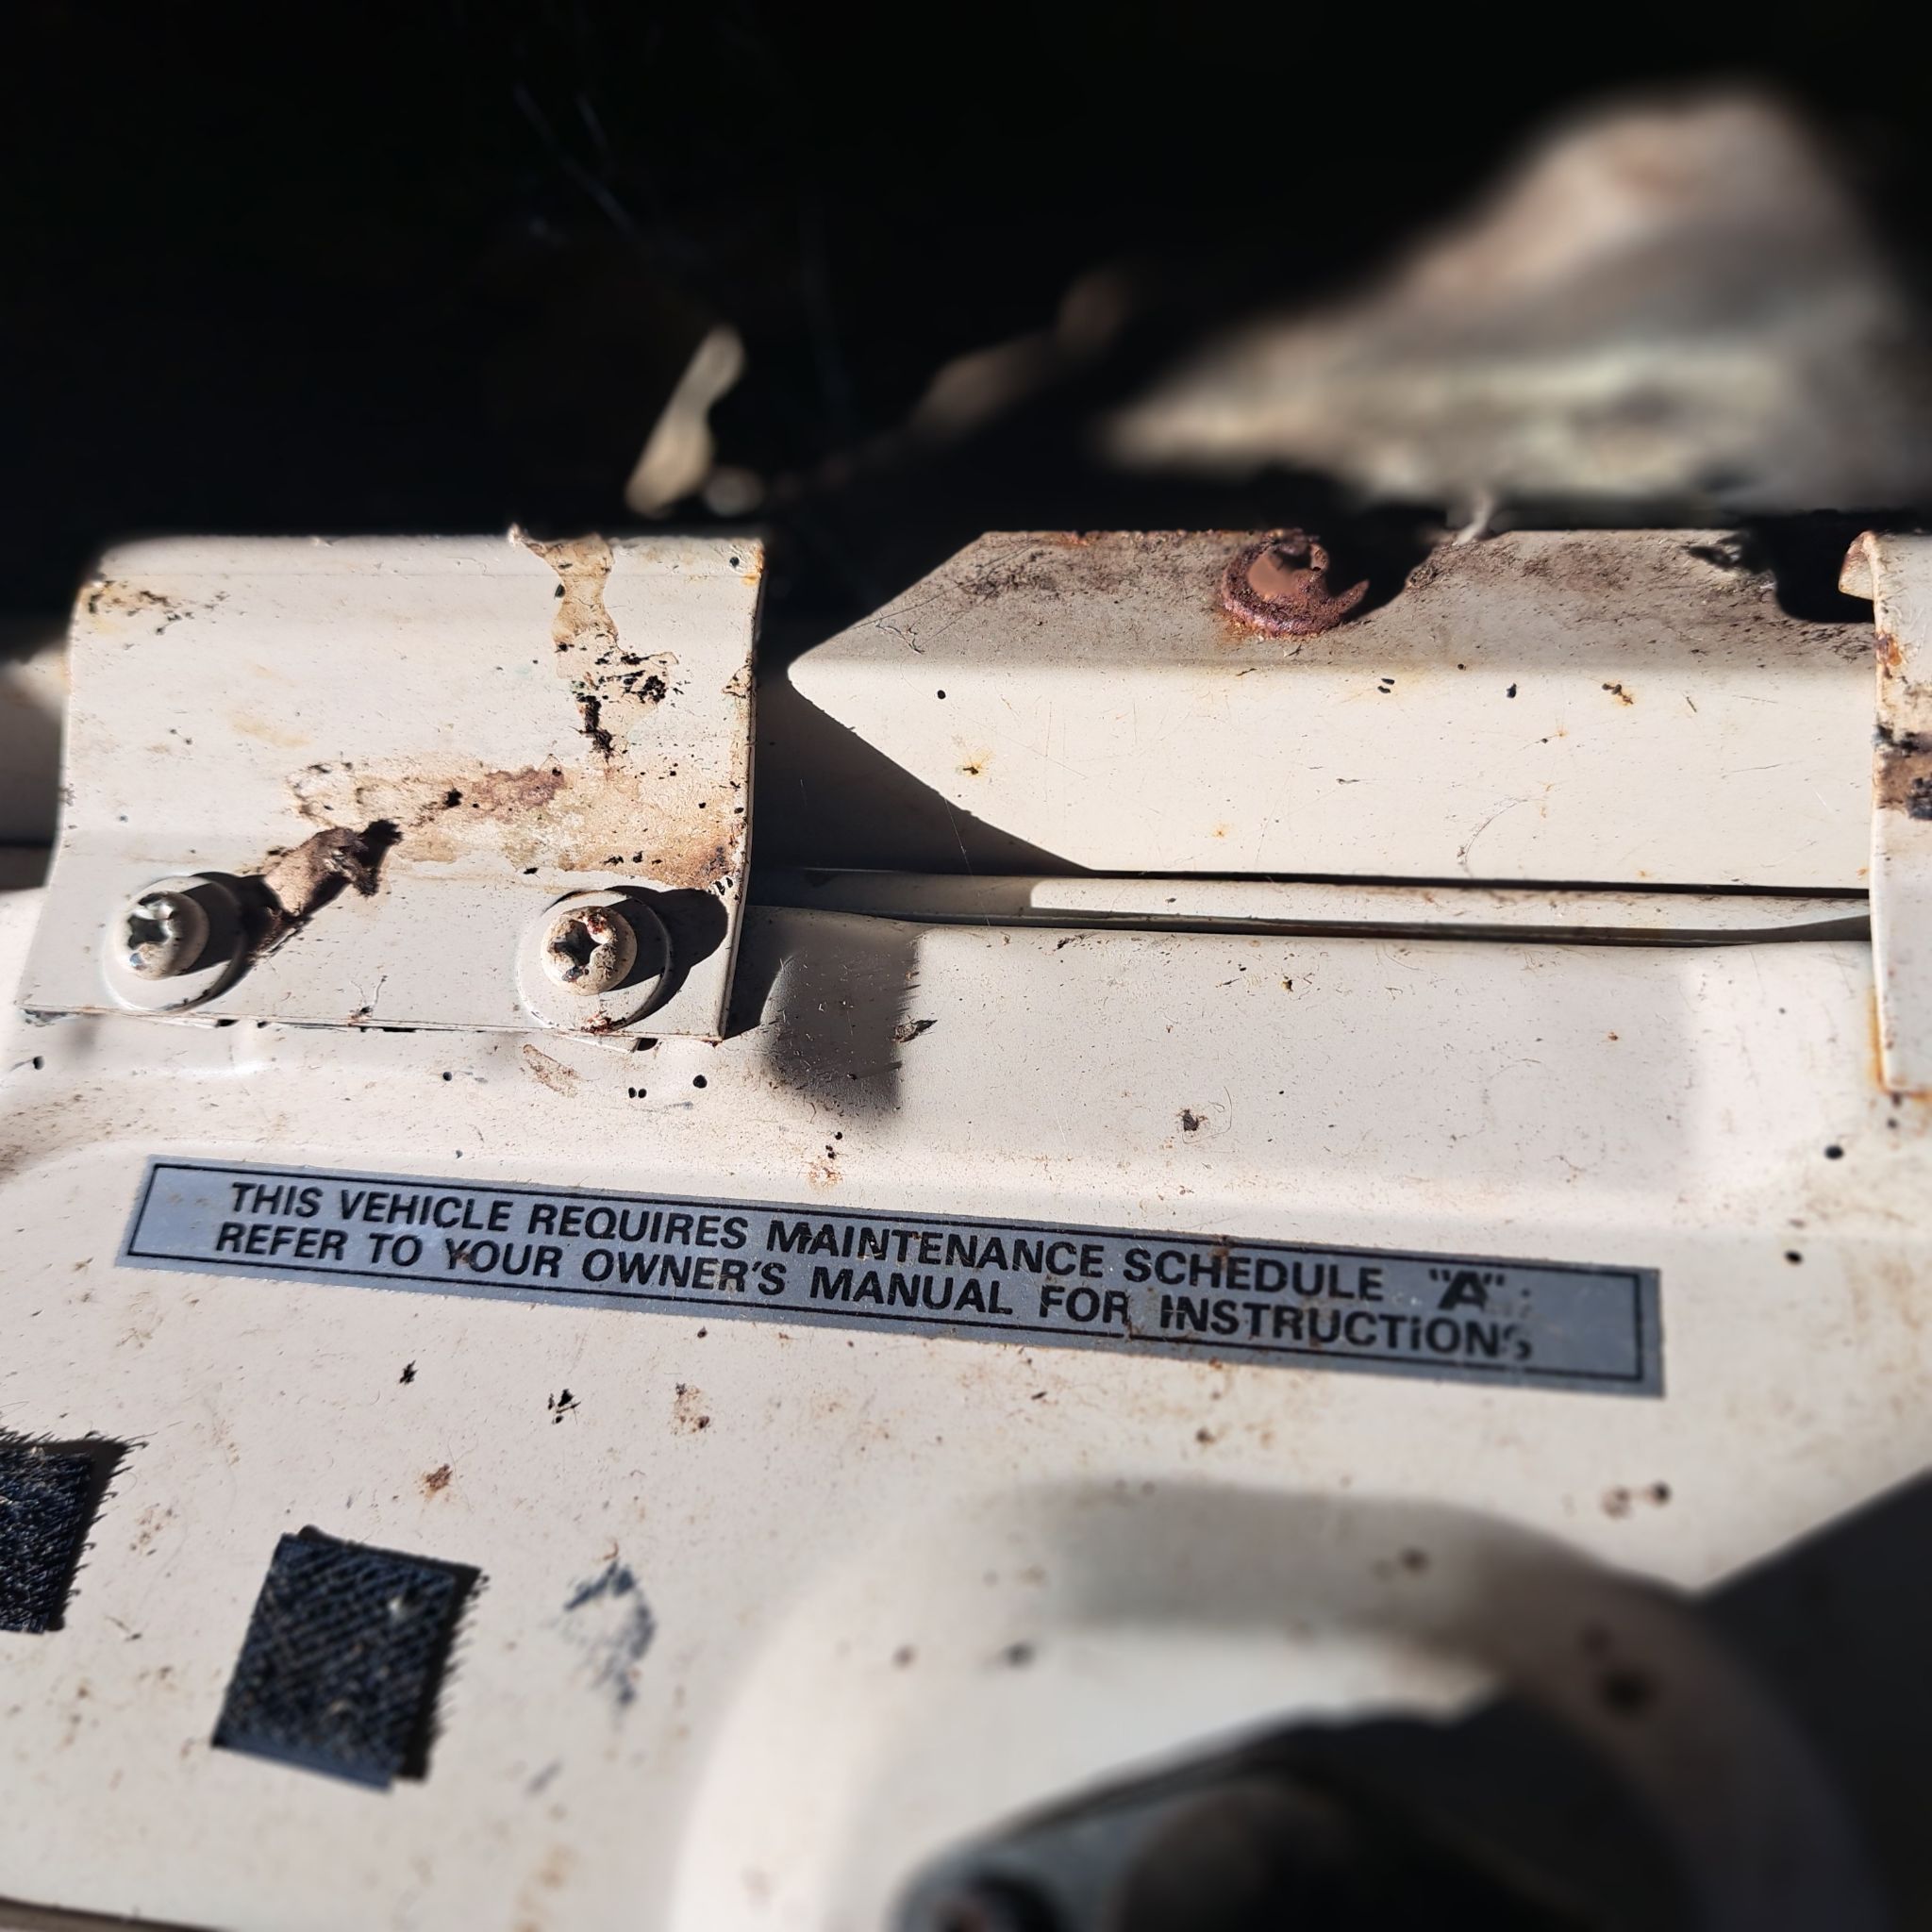 THIS VEHICLE REQUIRES MAINTENANCE SCHEDULE "A".
REFER TO YOUR OWNER'S MANUAL FOR INSTRUCTIONS